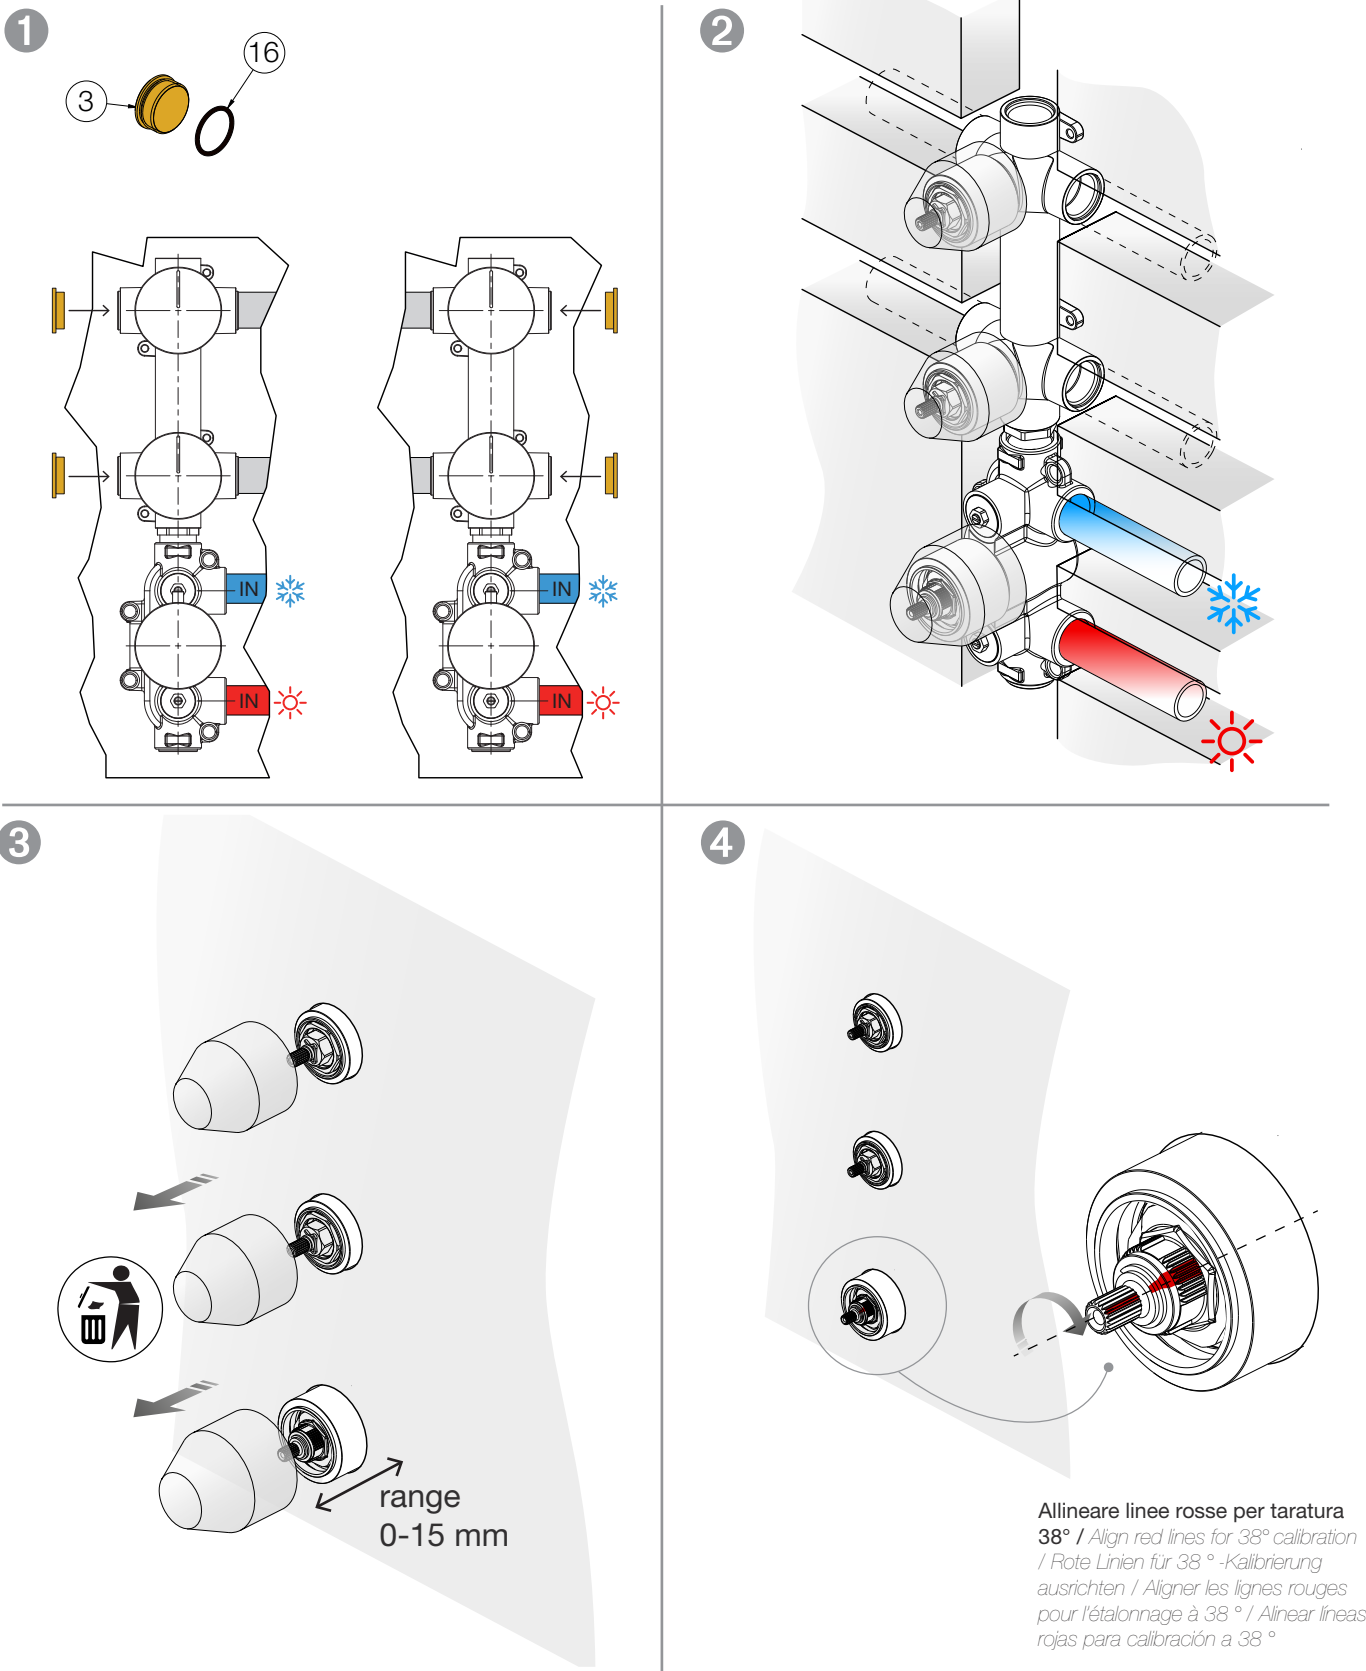 1
16
3
IN
IN
IN
IN
2
3
range
0-15 mm
4
Allineare linee rosse per taratura
38° / Align red lines for 38° calibration
/ Rote Linien für 38 ° -Kalibrierung
ausrichten / Aligner les lignes rouges
pour l'étalonnage à 38 ° / Alinear líneas
rojas para calibración a 38 °